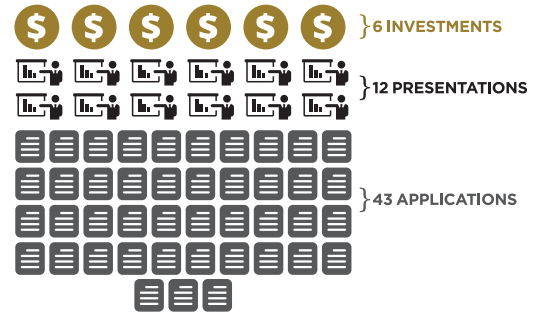 $ $ $ $ $ $
6 INVESTMENTS
12 PRESENTATIONS
43 APPLICATIONS